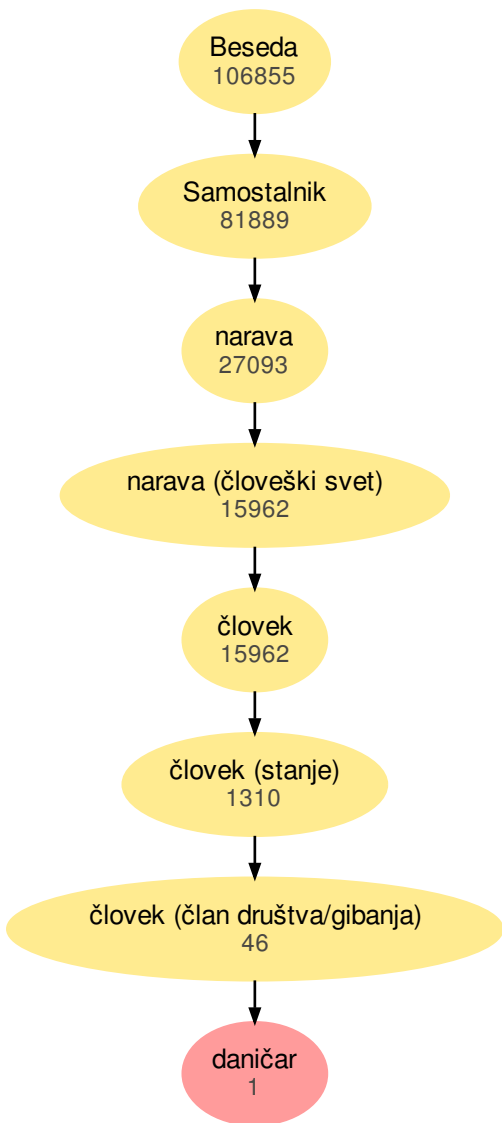 Beseda
106855
Samostalnik
81889
narava
27093
narava (človeški svet)
15962
človek
15962
človek (stanje)
1310
človek (član društva/gibanja)
46
daničar
1